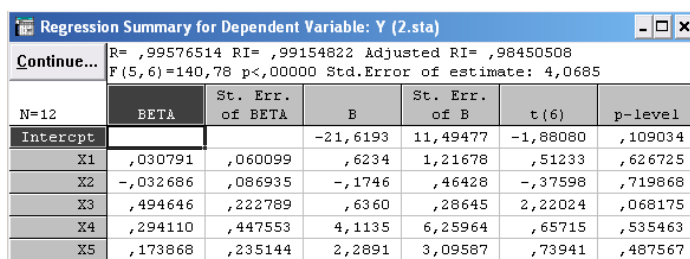 Regression Summary for Dependent Variable: Y (2.sta)
Continue... R= ,99576514 RI= ,99154822 Adjusted RI= ,98450508
F(5,6)=140,78 p<,00000 Std.Error of estimate: 4,0685
St. Err. St. Err.
N=12 BETA of BETA B of B t(6) p-level
Intercpt -21,6193 11,49477 -1,88080 ,109034
X1 ,030791 ,060099 ,6234 1,21678 ,51233 ,626725
X2 -,032686 ,086935 -,1746 ,46428 -,37598 ,719868
X3 ,494646 ,222789 ,6360 ,28645 2,22024 ,068175
X4 ,294110 ,447553 4,1135 6,25964 ,65715 ,535463
X5 ,173868 ,235144 2,2891 3,09587 ,73941 ,487567